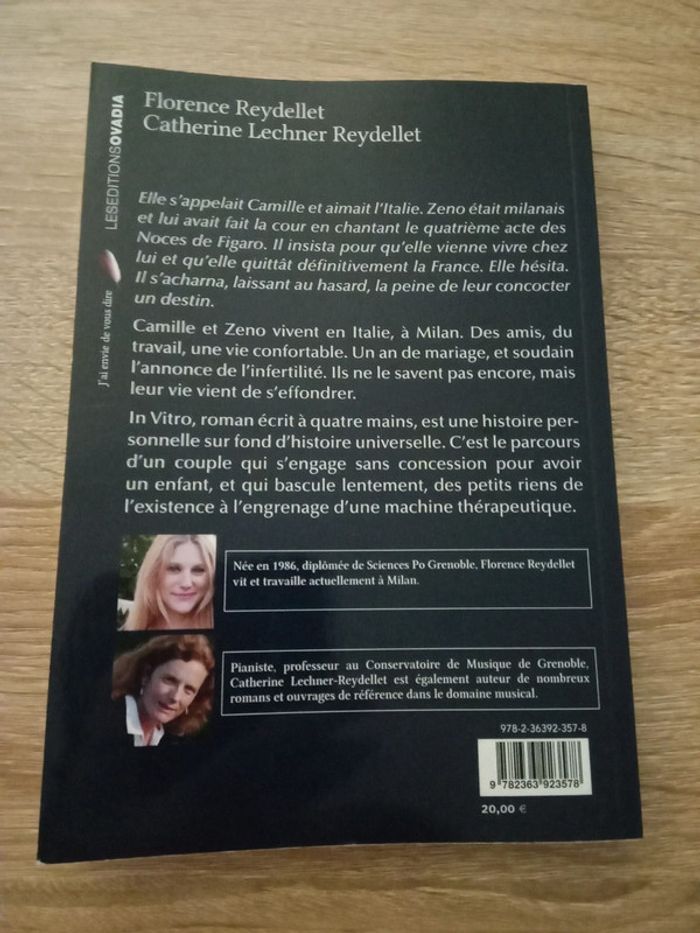 Florence Reydellet
Catherine Lechner Reydellet
LESEDITIONSOVADIA
J'ai envie de vous dire
Elle s'appelait Camille et aimait l'Italie. Zeno était milanais
et lui avait fait la cour en chantant le quatrième acte des
Noces de Figaro. Il insista pour qu'elle vienne vivre chez
lui et qu'elle quittât définitivement la France. Elle hésita.
Il s'acharna, laissant au hasard, la peine de leur concocter
un destin.
Camille et Zeno vivent en Italie, à Milan. Des amis, du
travail, une vie confortable. Un an de mariage, et soudain
l'annonce de l'infertilité. Ils ne le savent pas encore, mais
leur vie vient de s'effondrer.
In Vitro, roman écrit à quatre mains, est une histoire per-
sonnelle sur fond d'histoire universelle. C'est le parcours
d'un couple qui s'engage sans concession pour avoir
un enfant, et qui bascule lentement, des petits riens de
l'existence à l'engrenage d'une machine thérapeutique.
Née en 1986, diplômée de Sciences Po Grenoble, Florence Reydellet
vit et travaille actuellement à Milan.
Pianiste, professeur au Conservatoire de Musique de Grenoble,
Catherine Lechner-Reydellet est également auteur de nombreux
romans et ouvrages de référence dans le domaine musical.
978-2-36392-357-8
9 782363 923578
20,00 €